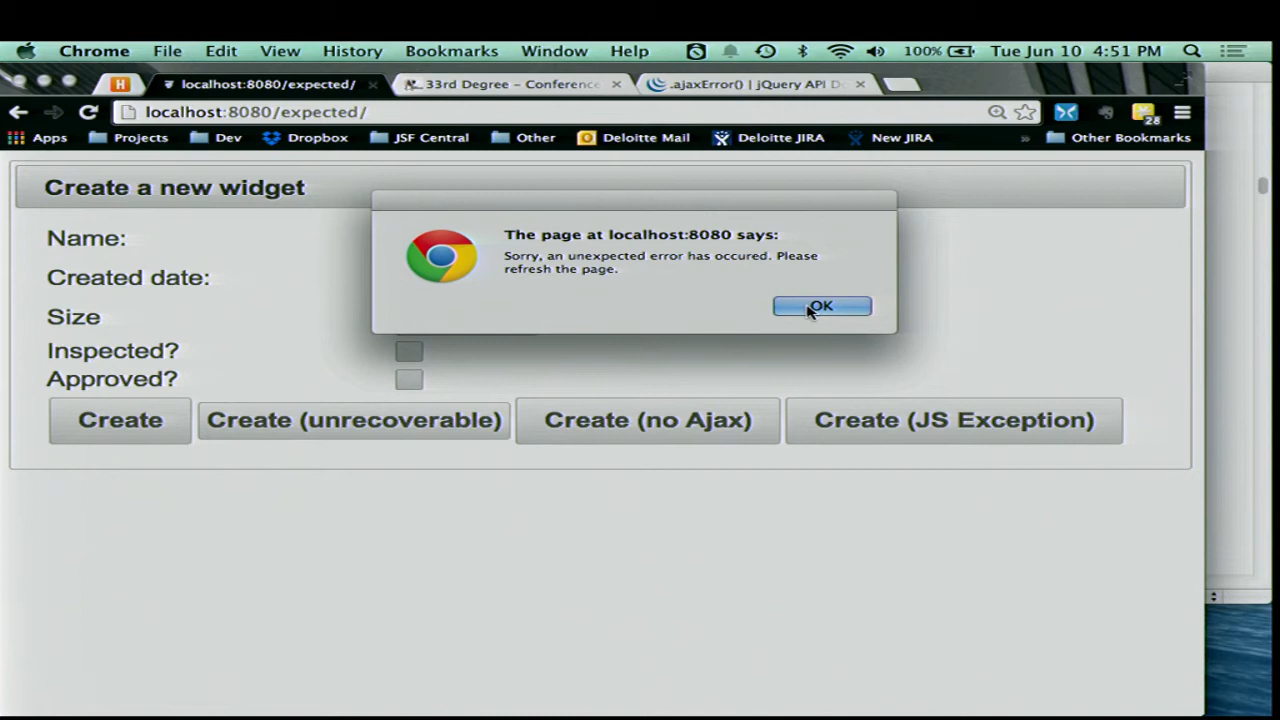 Chrome File Edit View History Bookmarks Window Help 100% Tue Jun 10 4:51 PM
H localhost:8080/expected/ 33rd Degree – Conference .ajaxError() | jQuery API D
localhost:8080/expected/
Apps Projects Dev Dropbox JSF Central Other Deloitte Mail Deloitte JIRA New JIRA » Other Bookmarks
28
Create a new widget
The page at localhost:8080 says:
Sorry, an unexpected error has occured. Please
refresh the page.
OK
Name:
Created date:
Size
Inspected?
Approved?
Create Create (unrecoverable) Create (no Ajax) Create (JS Exception)